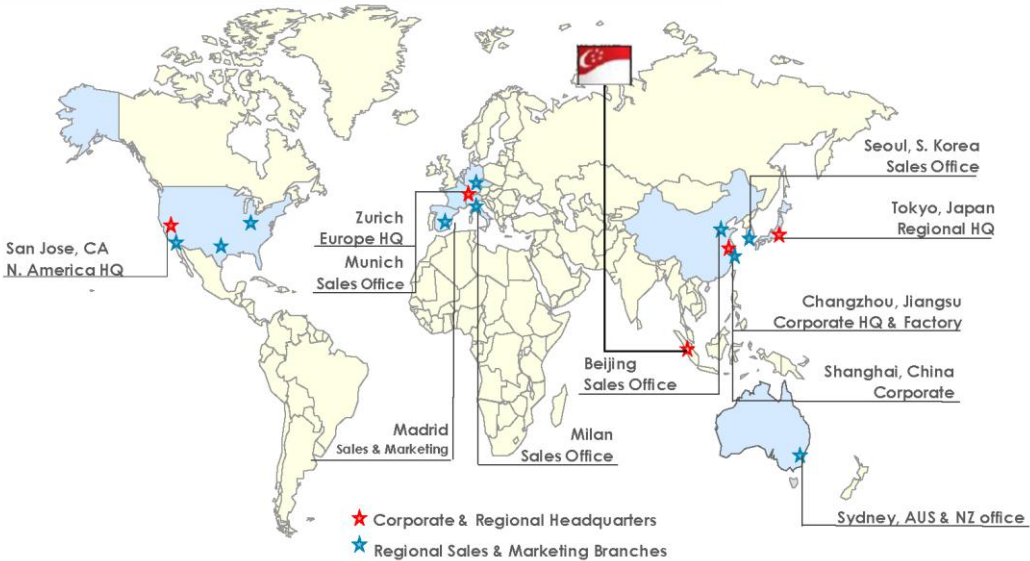 Seoul, S. Korea
Sales Office
Tokyo, Japan
Regional HQ
San Jose, CA
N. America HQ
Zurich
Europe HQ
Munich
Sales Office
Changzhou, Jiangsu
Corporate HQ & Factory
Beijing
Sales Office
Shanghai, China
Corporate
Madrid
Sales & Marketing
Milan
Sales Office
Sydney, AUS & NZ office
Corporate & Regional Headquarters
Regional Sales & Marketing Branches